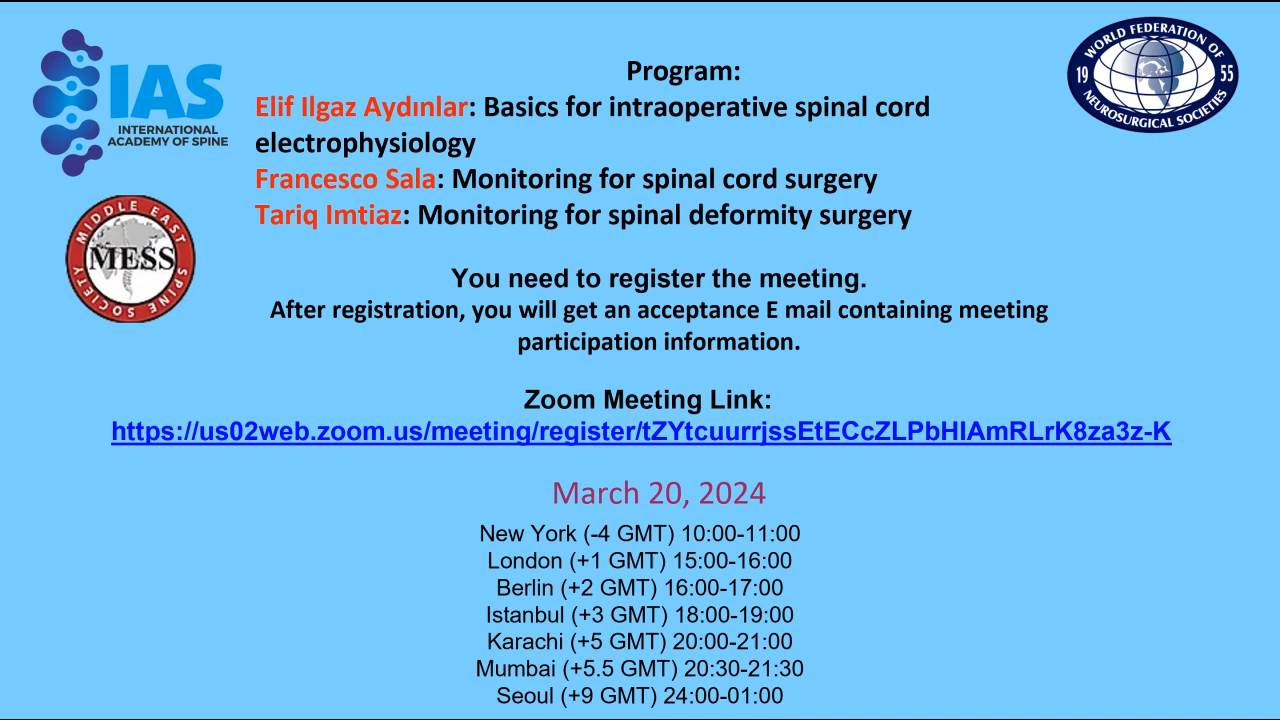 IAS
INTERNATIONAL
ACADEMY OF SPINE
WORLD FEDERATION OF
19 55
NEUROSURGICAL SOCIETIES
MIDDLE EAST
MESS
SPINE SOCIETY
Program:
Elif Ilgaz Aydınlar: Basics for intraoperative spinal cord
electrophysiology
Francesco Sala: Monitoring for spinal cord surgery
Tariq Imtiaz: Monitoring for spinal deformity surgery
You need to register the meeting.
After registration, you will get an acceptance E mail containing meeting
participation information.
Zoom Meeting Link:
https://us02web.zoom.us/meeting/register/tZYtcuurrjssEtECcZLPbHIAmRLrK8za3z-K
March 20, 2024
New York (-4 GMT) 10:00-11:00
London (+1 GMT) 15:00-16:00
Berlin (+2 GMT) 16:00-17:00
Istanbul (+3 GMT) 18:00-19:00
Karachi (+5 GMT) 20:00-21:00
Mumbai (+5.5 GMT) 20:30-21:30
Seoul (+9 GMT) 24:00-01:00